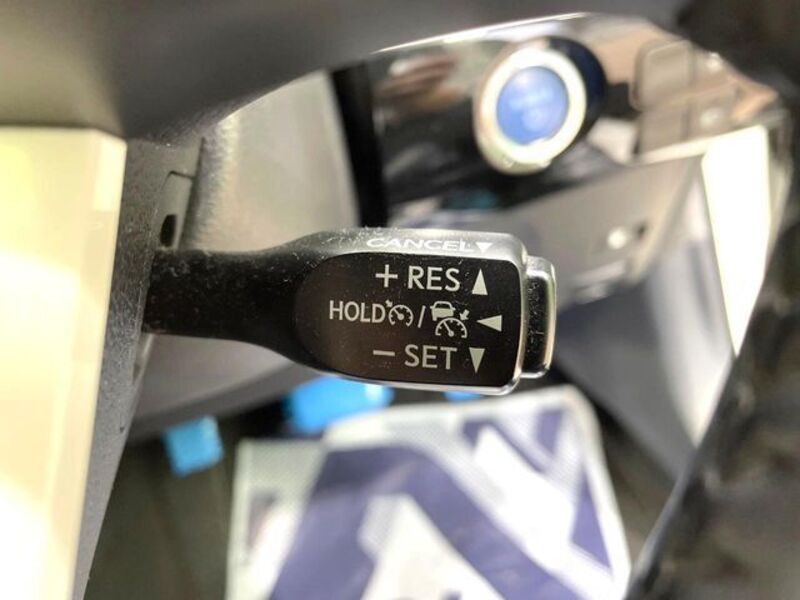 CANCEL▼
+ RES ▲
HOLD / ◀
− SET ▼